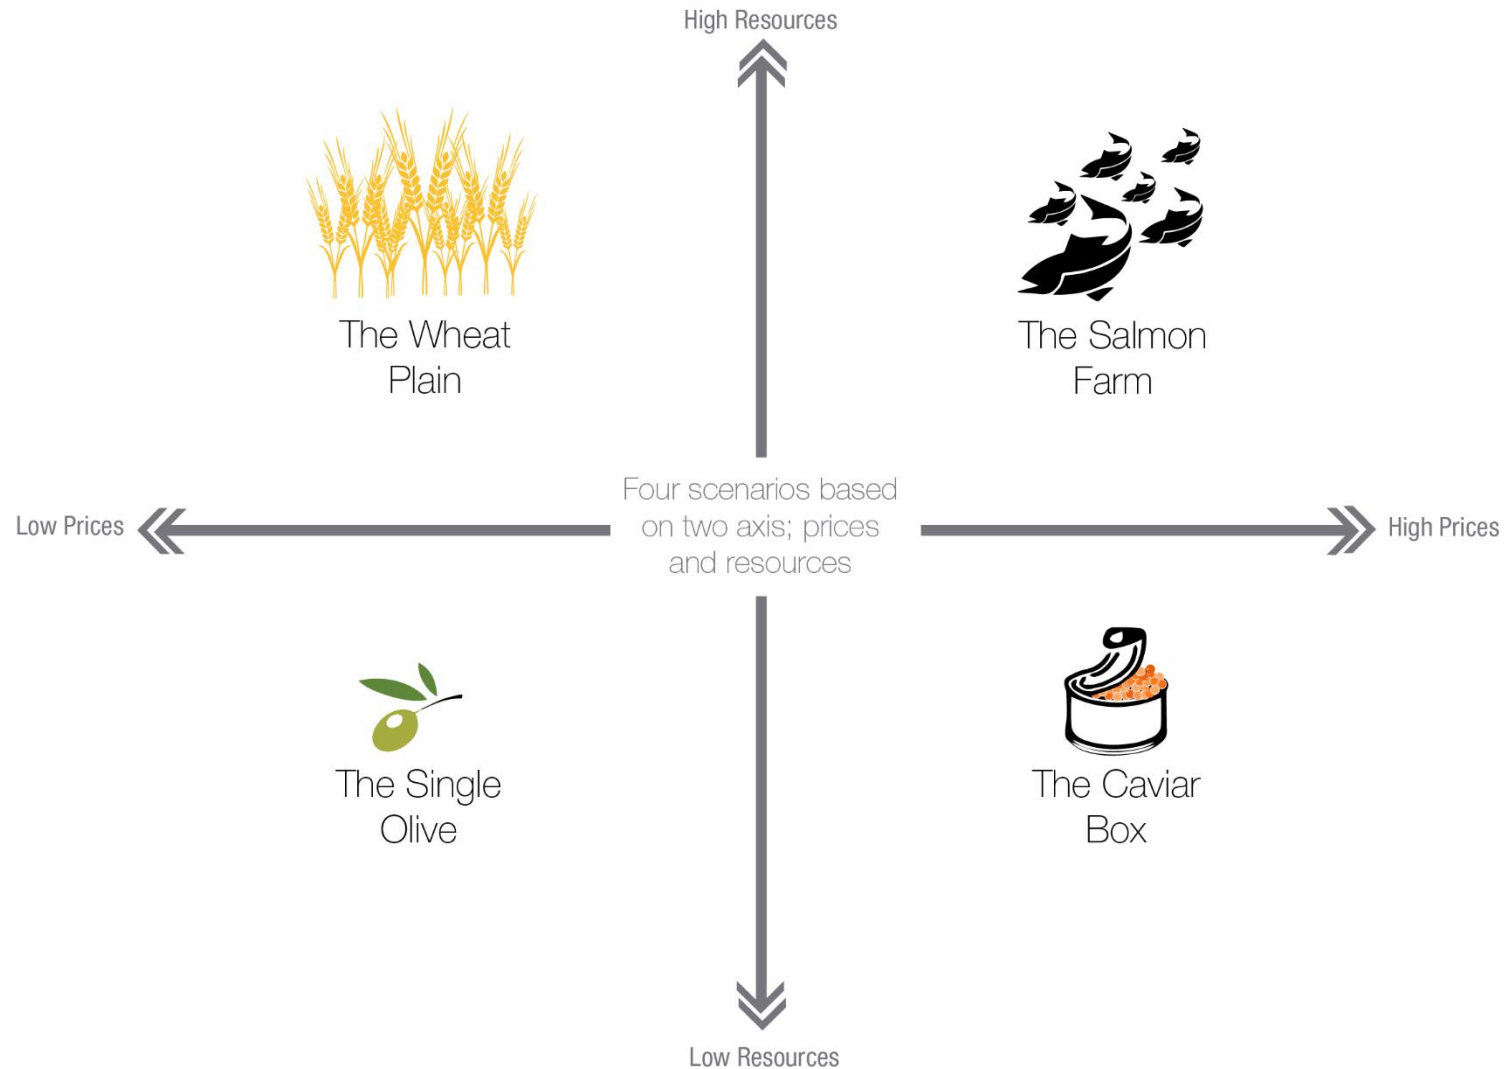 High Resources
The Wheat
Plain
The Salmon
Farm
Four scenarios based
on two axis; prices
and resources
Low Prices
High Prices
The Single
Olive
The Caviar
Box
Low Resources